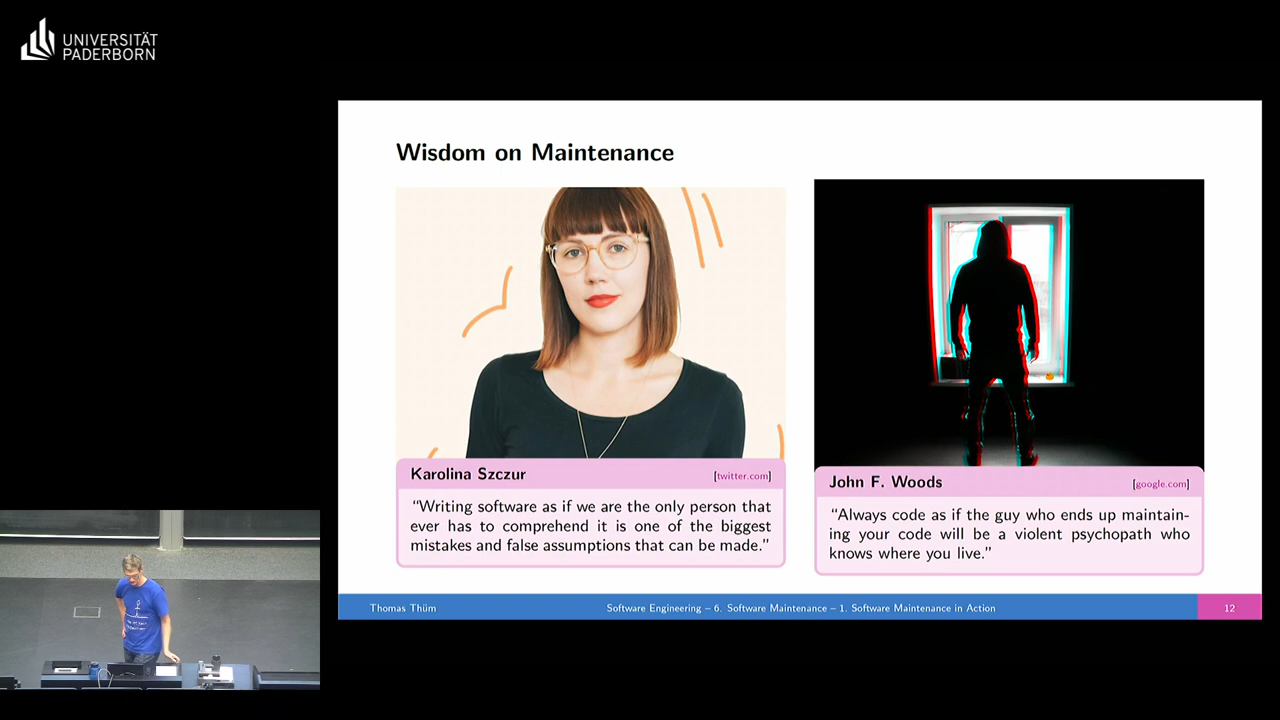 UNIVERSITÄT
PADERBORN
Wisdom on Maintenance
Karolina Szczur
[twitter.com]
“Writing software as if we are the only person that
ever has to comprehend it is one of the biggest
mistakes and false assumptions that can be made.”
John F. Woods
[google.com]
“Always code as if the guy who ends up maintain-
ing your code will be a violent psychopath who
knows where you live.”
Thomas Thüm
Software Engineering – 6. Software Maintenance – 1. Software Maintenance in Action
12